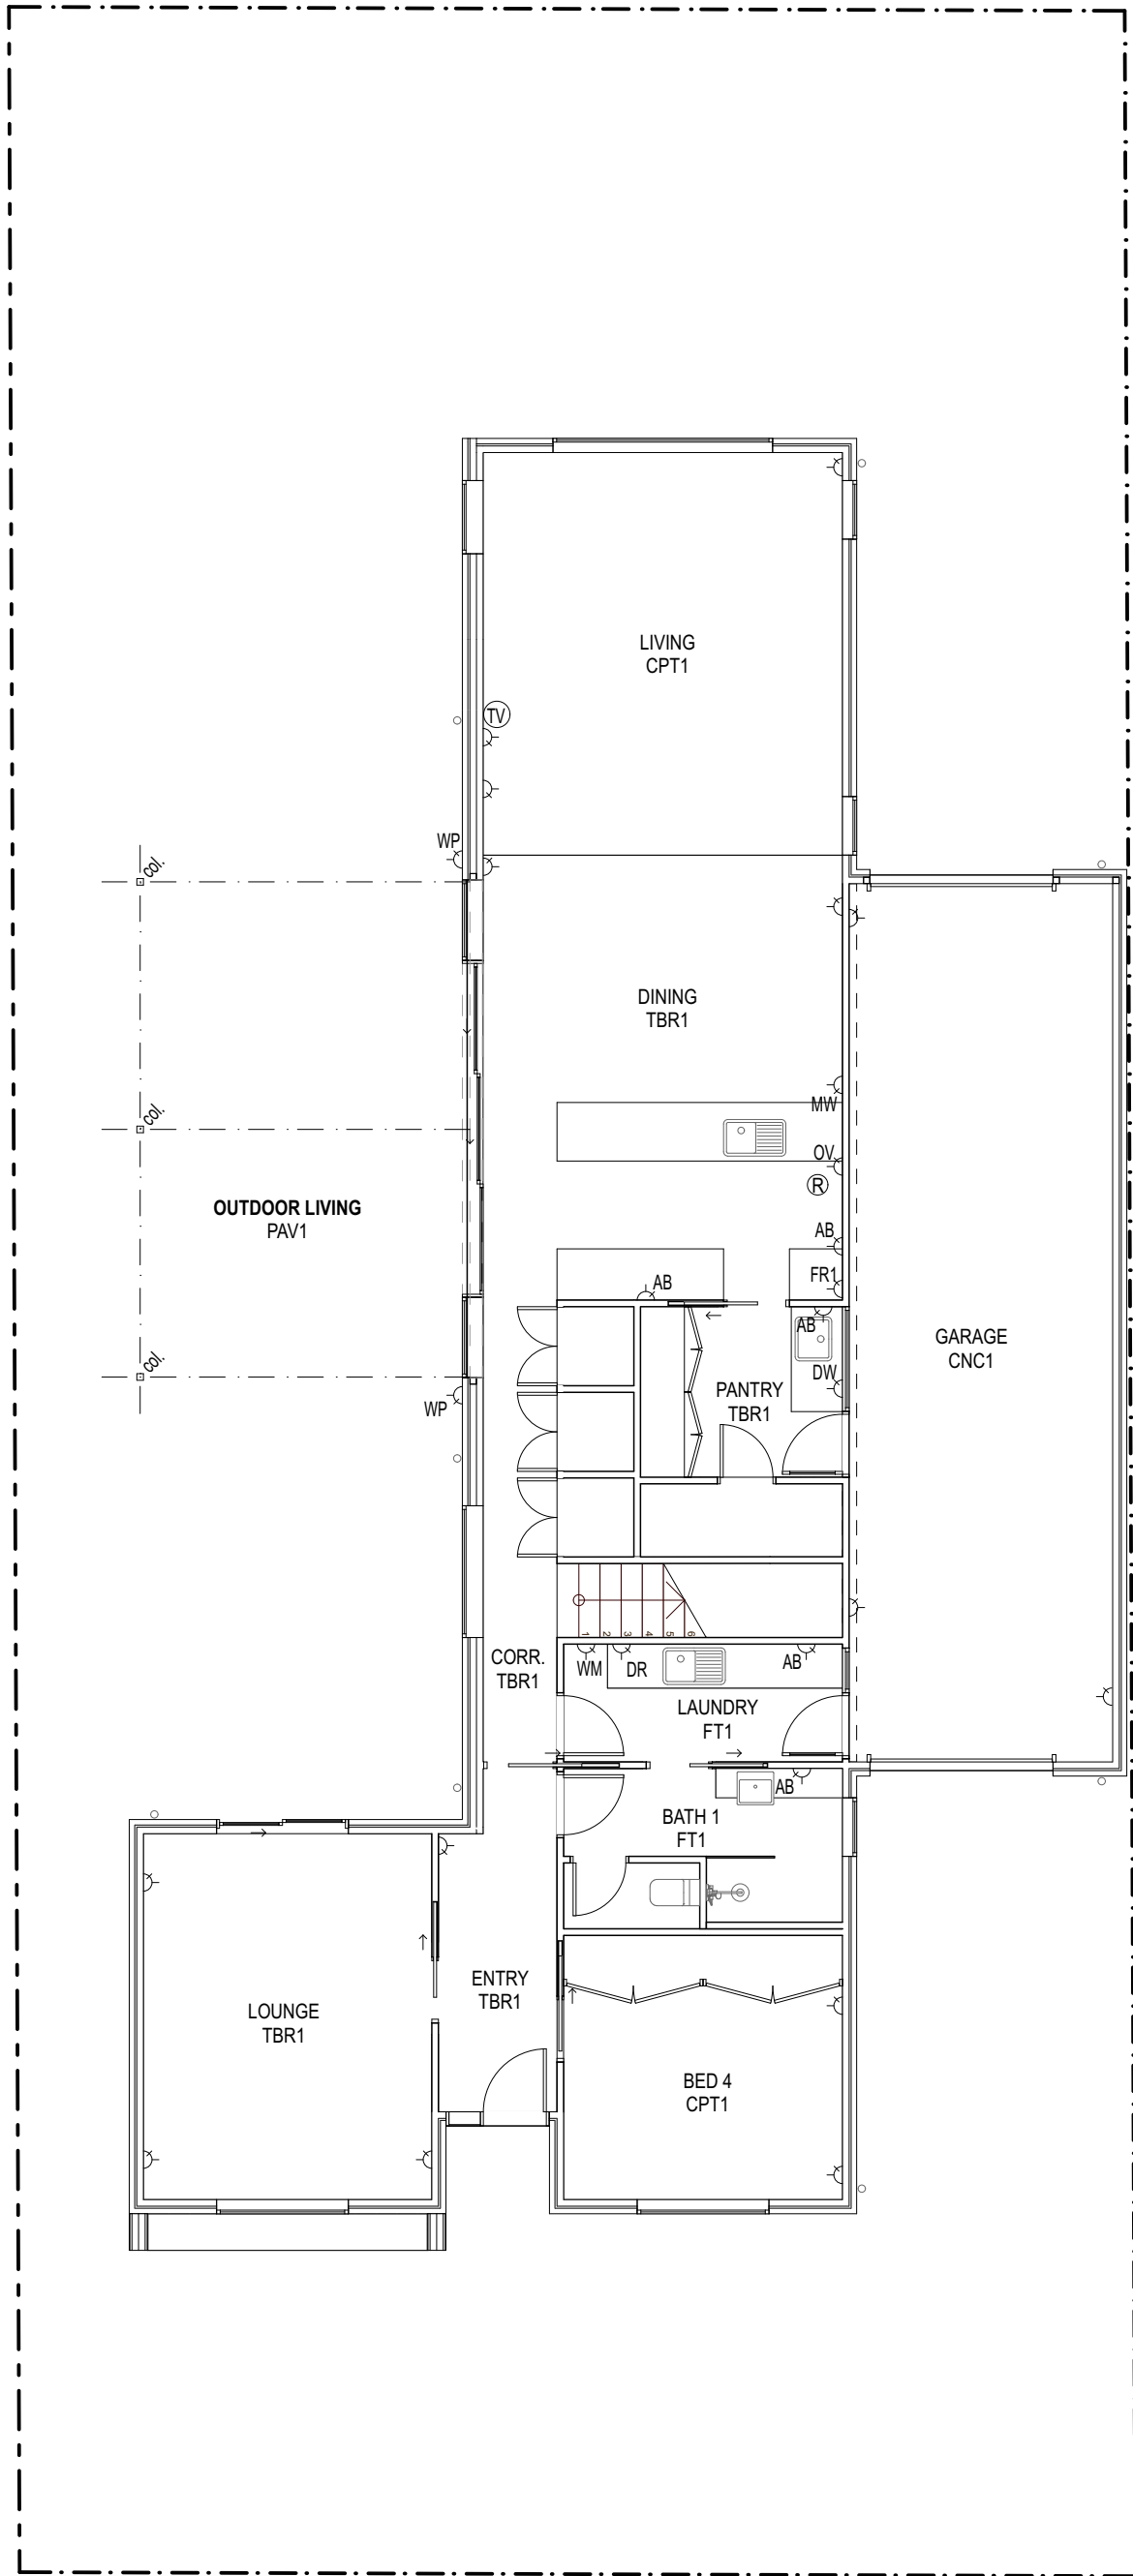 LIVING
CPT1
TV
WP
col.
DINING
TBR1
MW
col.
OV
R
OUTDOOR LIVING
PAV1
AB
FR1
AB
AB
GARAGE
CNC1
col.
DW
PANTRY
TBR1
WP
1 2 3 4 5 6
CORR.
TBR1
WM
DR
AB
LAUNDRY
FT1
AB
BATH 1
FT1
ENTRY
TBR1
LOUNGE
TBR1
BED 4
CPT1